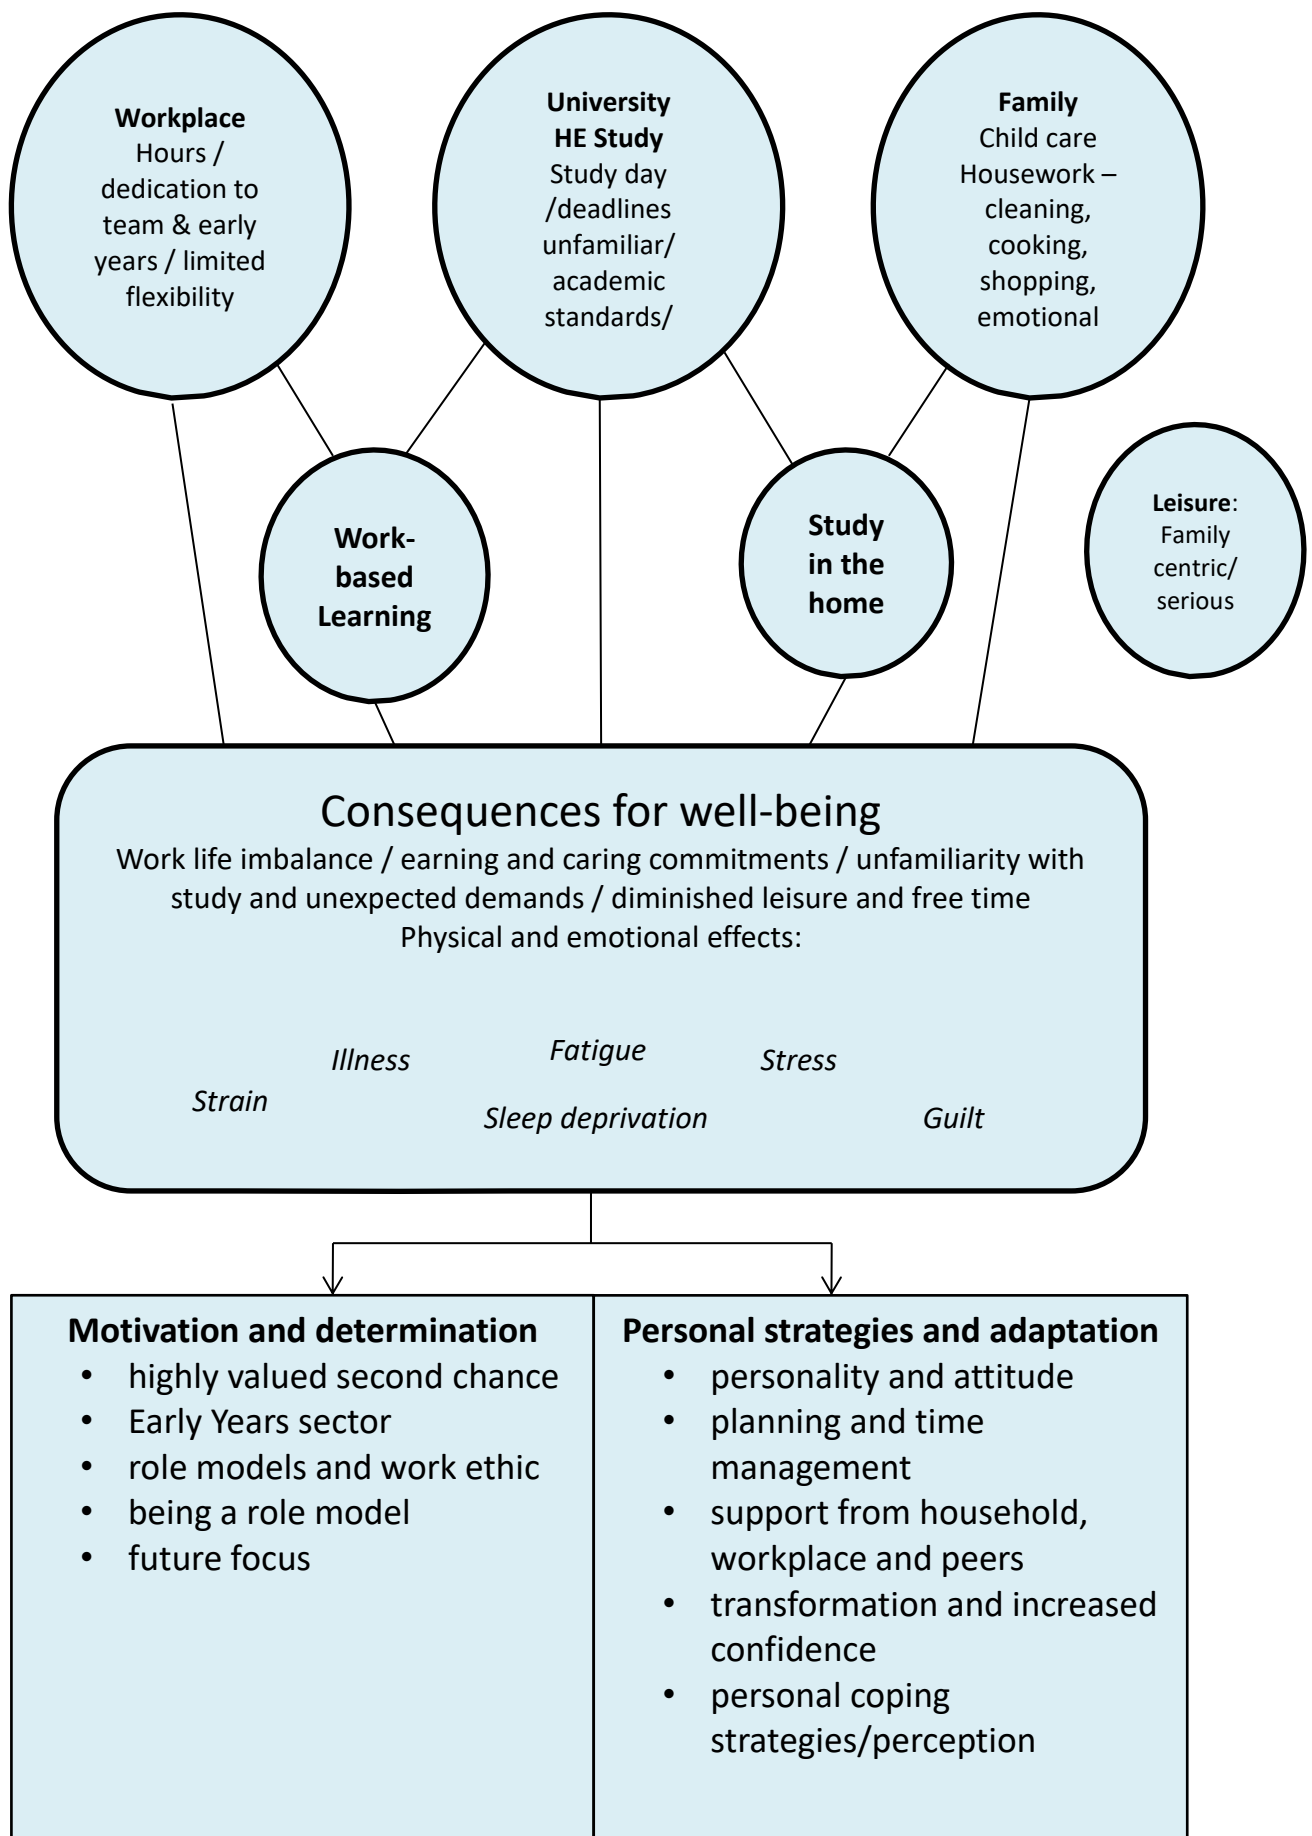 Workplace
Hours /
dedication to
team & early
years / limited
flexibility
University
HE Study
Study day
/deadlines
unfamiliar/
academic
standards/
Family
Child care
Housework –
cleaning,
cooking,
shopping,
emotional
Work-
based
Learning
Study
in the
home
Leisure:
Family
centric/
serious
Consequences for well-being
Work life imbalance / earning and caring commitments / unfamiliarity with
study and unexpected demands / diminished leisure and free time
Physical and emotional effects:
Illness
Fatigue
Stress
Strain
Sleep deprivation
Guilt
Motivation and determination
• highly valued second chance
• Early Years sector
• role models and work ethic
• being a role model
• future focus
Personal strategies and adaptation
• personality and attitude
• planning and time
management
• support from household,
workplace and peers
• transformation and increased
confidence
• personal coping
strategies/perception